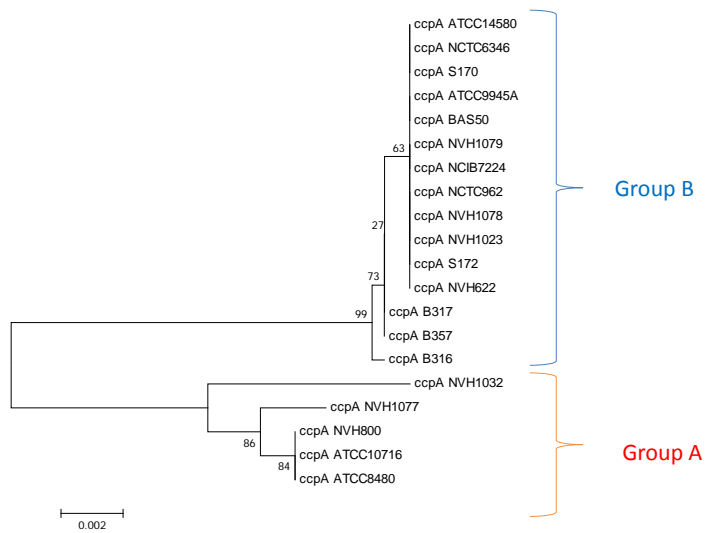 ccpA ATCC14580
ccpA NCTC6346
ccpA S170
ccpA ATCC9945A
ccpA BAS50
ccpA NVH1079
63
ccpA NCIB7224
ccpA NCTC962
Group B
ccpA NVH1078
27
ccpA NVH1023
ccpA S172
73
ccpA NVH622
99
ccpA B317
ccpA B357
ccpA B316
ccpA NVH1032
ccpA NVH1077
ccpA NVH800
86
ccpA ATCC10716
Group A
84
ccpA ATCC8480
0.002